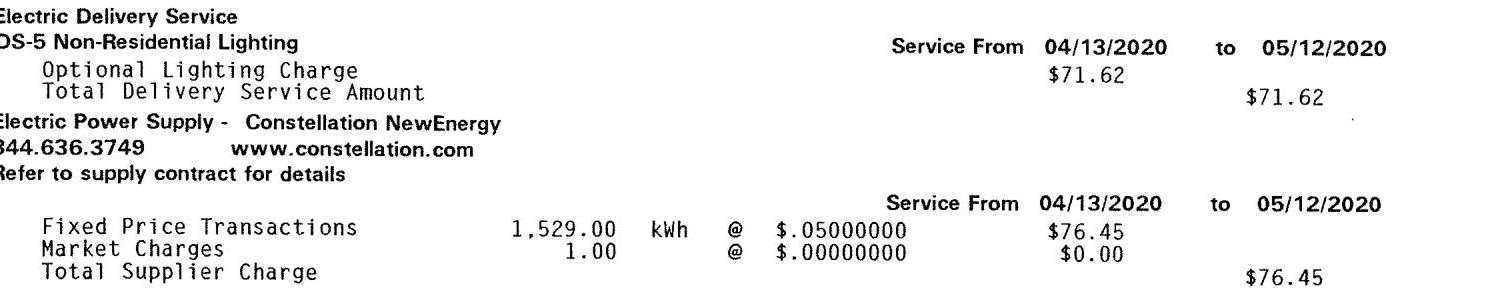 Electric Delivery Service
DS-5 Non-Residential Lighting Service From 04/13/2020 to 05/12/2020
Optional Lighting Charge $71.62
Total Delivery Service Amount $71.62
Electric Power Supply - Constellation NewEnergy
844.636.3749 www.constellation.com
Refer to supply contract for details
Service From 04/13/2020 to 05/12/2020
Fixed Price Transactions 1,529.00 kWh @ $.05000000 $76.45
Market Charges 1.00 @ $.00000000 $0.00
Total Supplier Charge $76.45